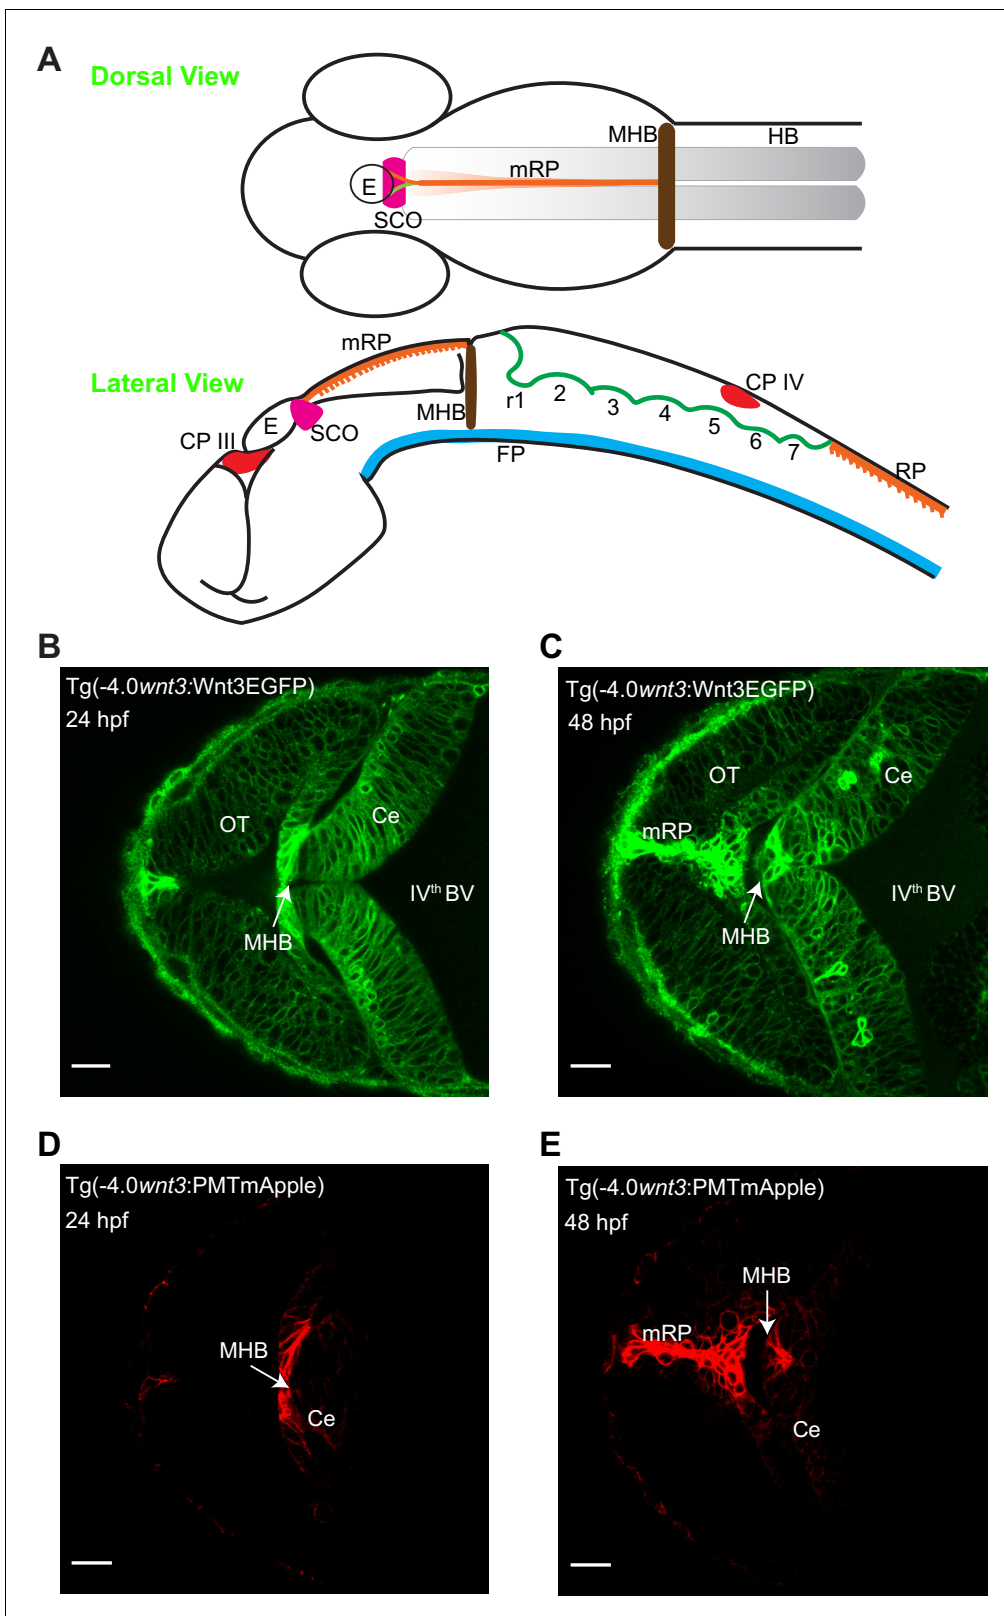 A
Dorsal View
MHB
HB
mRP
E
SCO
mRP
Lateral View
CP IV
r1
2
3
4
5
6
7
MHB
E
SCO
CP III
FP
RP
B
Tg(-4.0wnt3:Wnt3EGFP)
24 hpf
OT
Ce
IVth BV
MHB
C
Tg(-4.0wnt3:Wnt3EGFP)
48 hpf
OT
Ce
mRP
IVth BV
MHB
D
Tg(-4.0wnt3:PMTmApple)
24 hpf
MHB
Ce
E
Tg(-4.0wnt3:PMTmApple)
48 hpf
MHB
mRP
Ce